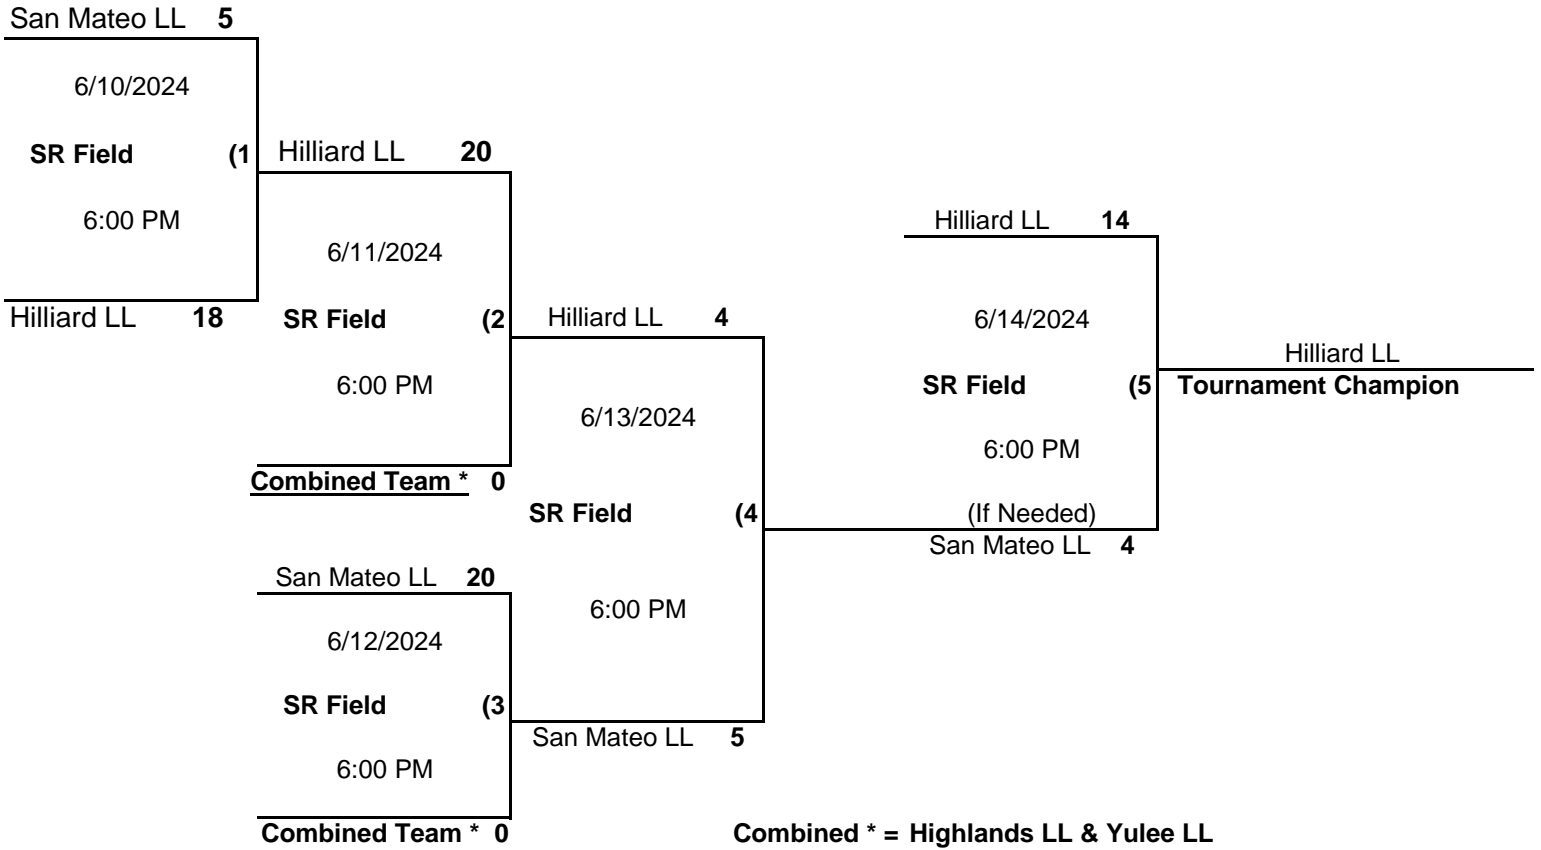 San Mateo LL 5
6/10/2024
SR Field (1
6:00 PM
Hilliard LL 18
Hilliard LL 20
6/11/2024
SR Field (2
6:00 PM
Combined Team * 0
San Mateo LL 20
6/12/2024
SR Field (3
6:00 PM
Combined Team * 0
Hilliard LL 4
6/13/2024
SR Field (4
6:00 PM
San Mateo LL 5
Hilliard LL 14
6/14/2024
SR Field (5
6:00 PM
(If Needed)
San Mateo LL 4
Hilliard LL
Tournament Champion
Combined * = Highlands LL & Yulee LL